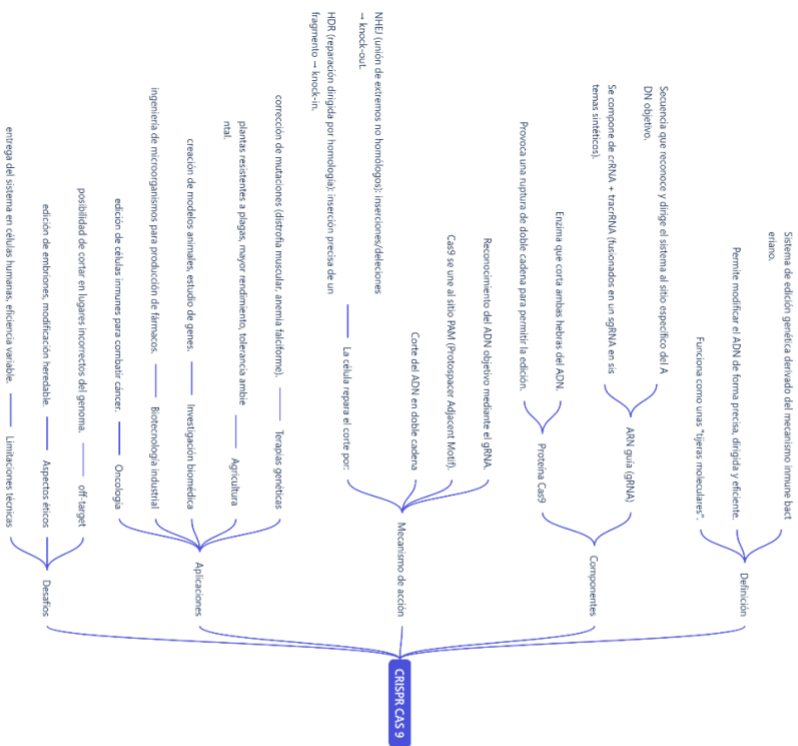 CRISPR CAS 9
Definición
Sistema de edición genética derivado del mecanismo inmune bact
eriano.
Permite modificar el ADN de forma precisa, dirigida y eficiente.
Funciona como unas "tijeras moleculares".
Componentes
ARN guía (gRNA)
Secuencia que reconoce y dirige el sistema al sitio específico del A
DN objetivo.
Se compone de crRNA + tracrRNA (fusionados en un sgRNA en sis
temas sintéticos).
Proteína Cas9
Enzima que corta ambas hebras del ADN.
Provoca una ruptura de doble cadena para permitir la edición.
Mecanismo de acción
Reconocimiento del ADN objetivo mediante el gRNA.
Cas9 se une al sitio PAM (Protospacer Adjacent Motif).
Corte del ADN en doble cadena
La célula repara el corte por:
NHEJ (unión de extremos no homólogos): inserciones/deleciones
→ knock-out.
HDR (reparación dirigida por homología): inserción precisa de un
fragmento → knock-in.
Aplicaciones
Terapias genéticas
corrección de mutaciones (distrofia muscular, anemia falciforme).
Agricultura
plantas resistentes a plagas, mayor rendimiento, tolerancia ambie
ntal.
Investigación biomédica
creación de modelos animales, estudio de genes.
Biotecnología industrial
ingeniería de microorganismos para producción de fármacos.
Oncología
edición de células inmunes para combatir cáncer.
Desafíos
off-target
posibilidad de cortar en lugares incorrectos del genoma.
Aspectos éticos
edición de embriones, modificación heredable.
Limitaciones técnicas
entrega del sistema en células humanas, eficiencia variable.